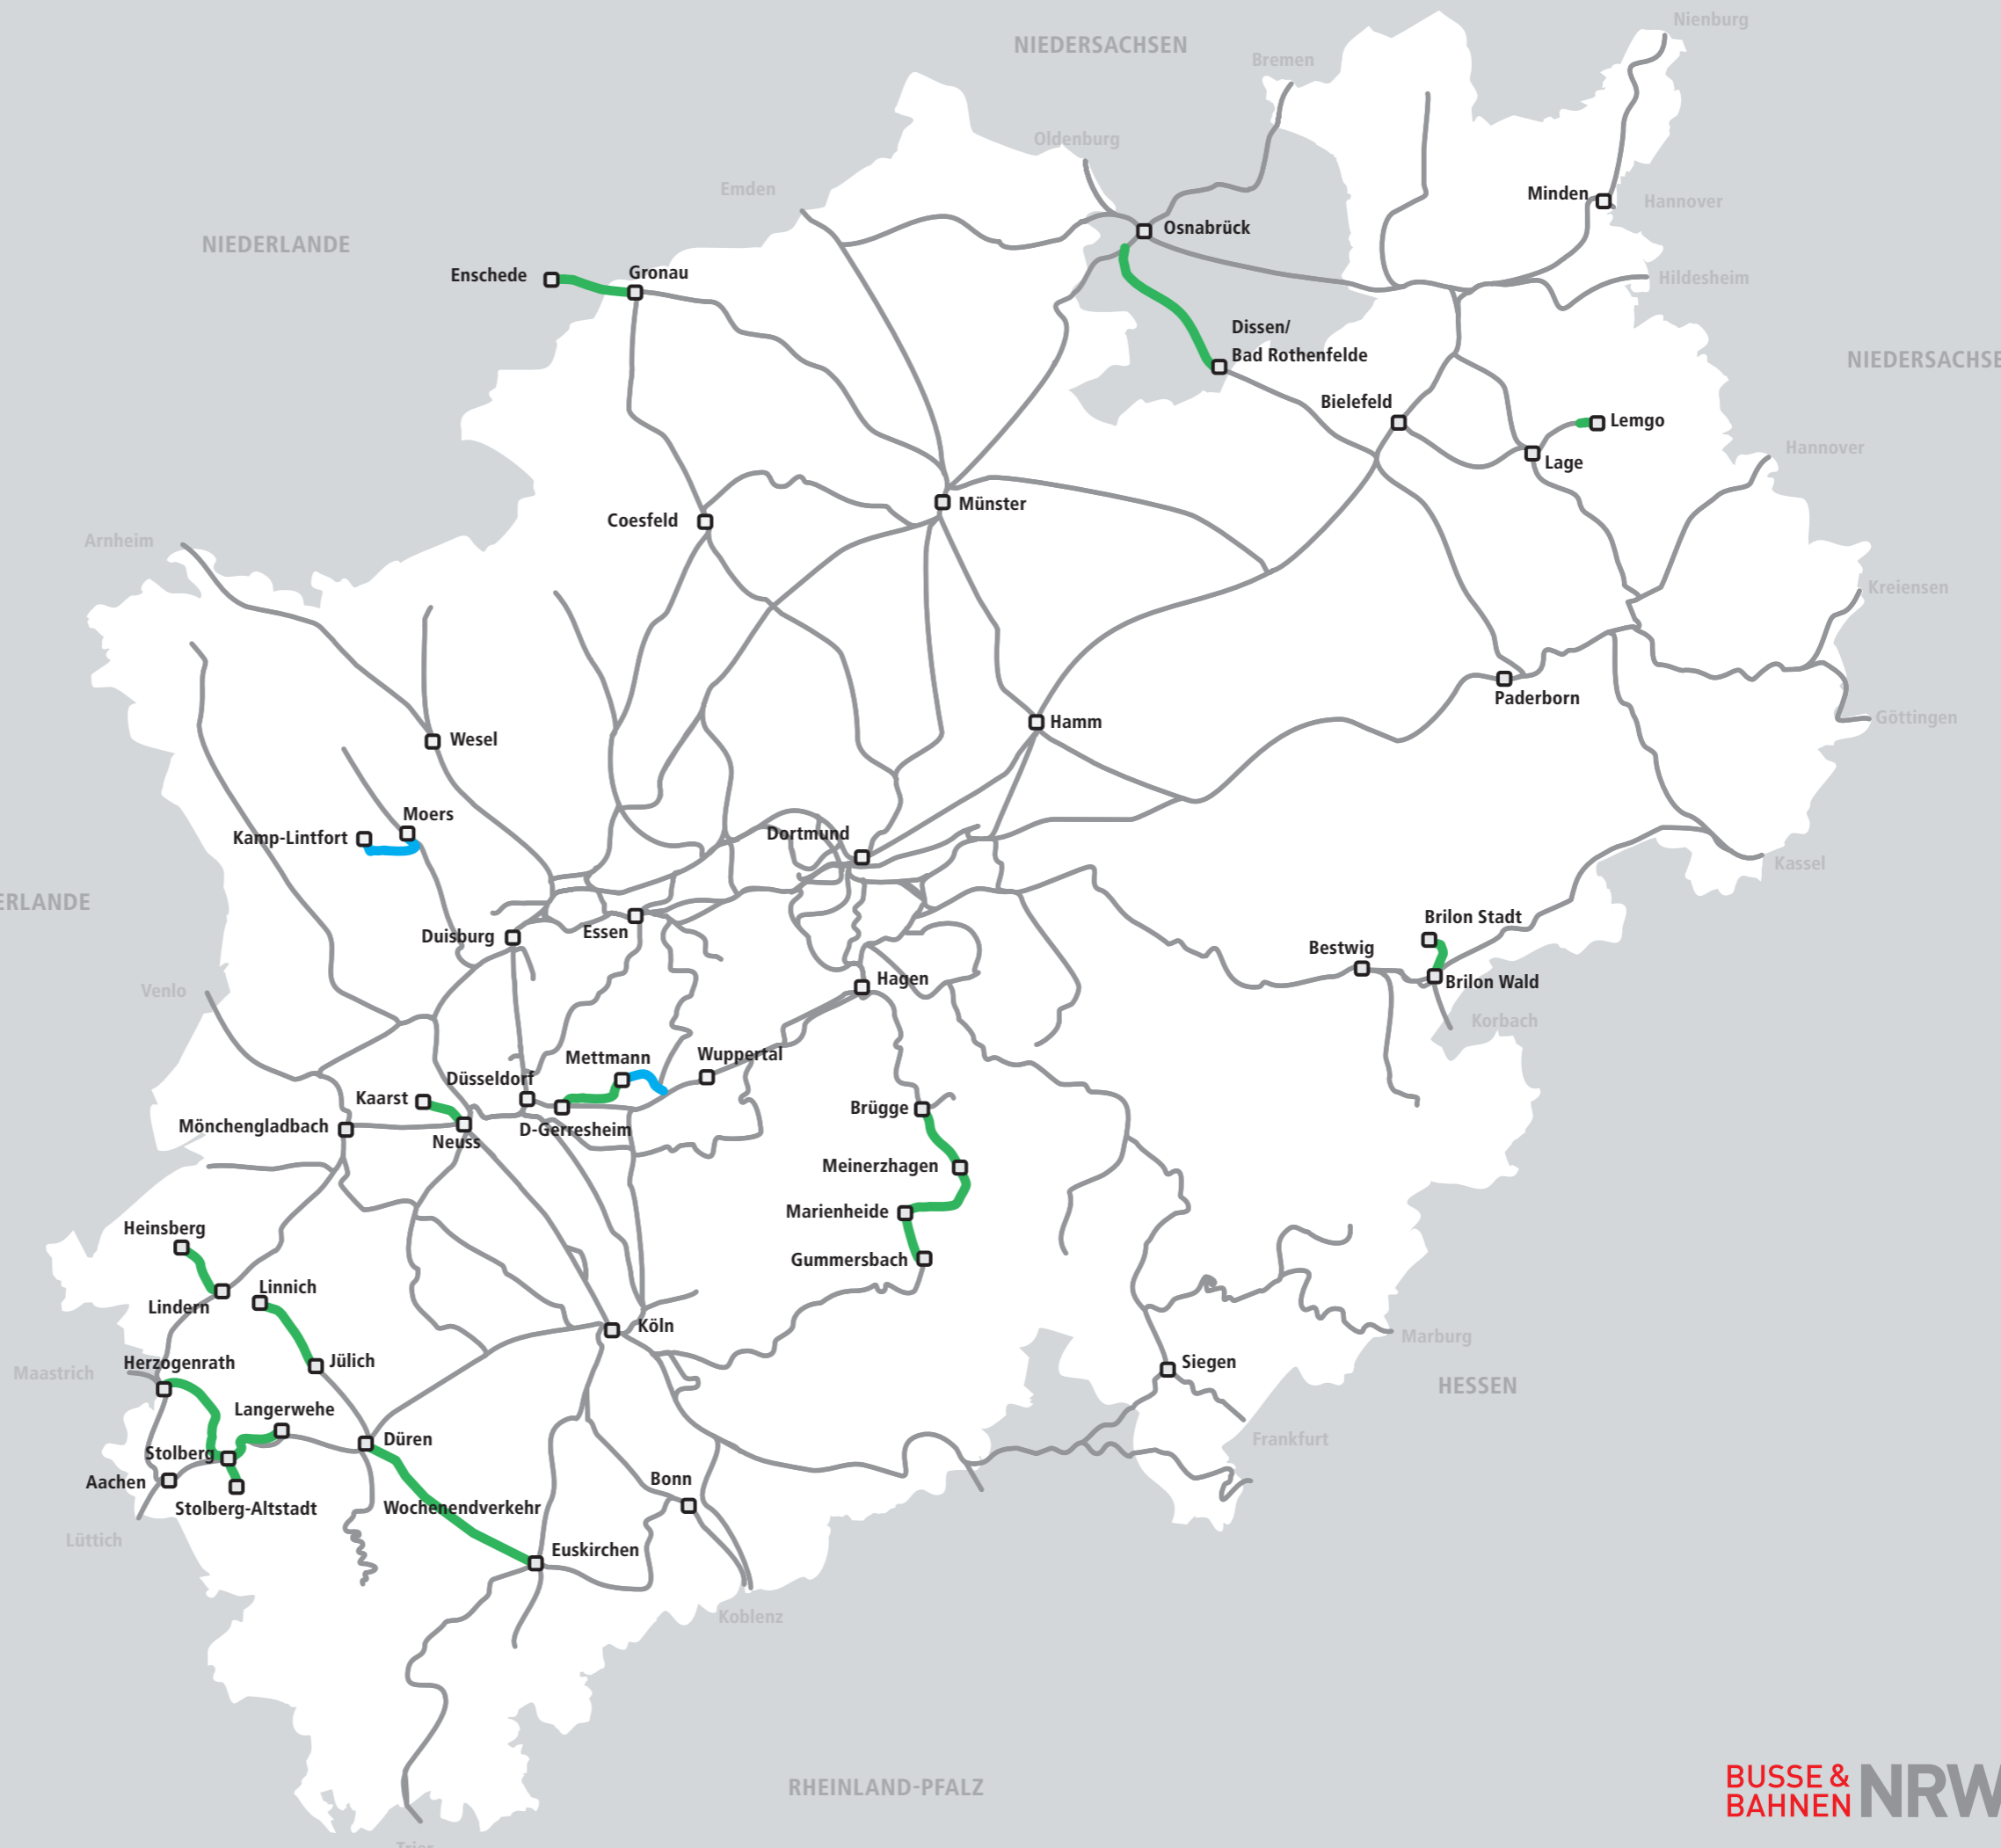 Nienburg
NIEDERSACHSEN
Bremen
Oldenburg
Emden
Minden
Hannover
Osnabrück
NIEDERLANDE
Enschede
Gronau
Hildesheim
Dissen/
Bad Rothenfelde
NIEDERSACHSE
Bielefeld
Lemgo
Lage
Hannover
Münster
Coesfeld
Arnheim
Kreiensen
Paderborn
Göttingen
Hamm
Wesel
Moers
Kamp-Lintfort
Dortmund
Kassel
ERLANDE
Brilon Stadt
Essen
Duisburg
Bestwig
Hagen
Brilon Wald
Venlo
Korbach
Mettmann
Wuppertal
Düsseldorf
Kaarst
Brügge
Mönchengladbach
D-Gerresheim
Neuss
Meinerzhagen
Marienheide
Heinsberg
Gummersbach
Linnich
Lindern
Köln
Marburg
Herzogenrath
Jülich
Siegen
Maastrich
HESSEN
Langerwehe
Düren
Frankfurt
Stolberg
Aachen
Bonn
Stolberg-Altstadt
Wochenendverkehr
Lüttich
Euskirchen
Koblenz
RHEINLAND-PFALZ
BUSSE &
BAHNEN NRW
Trier